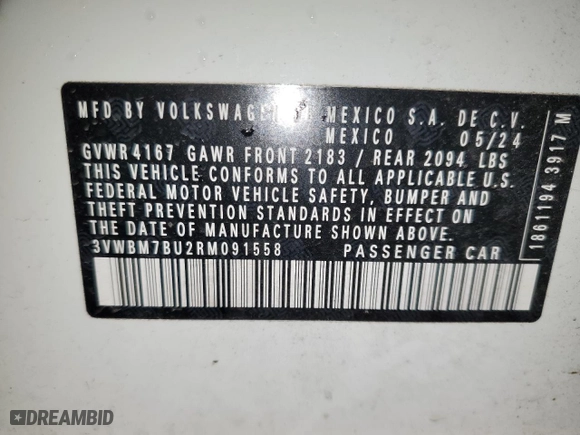 MFD BY VOLKSWAGEN DE MEXICO S.A. DE C.V.
MEXICO 05/24
GVWR 4167 GAWR FRONT 2183 / REAR 2094 LBS
THIS VEHICLE CONFORMS TO ALL APPLICABLE
FEDERAL MOTOR VEHICLE SAFETY, BUMPER AND
THEFT PREVENTION STANDARDS IN EFFECT ON
THE DATE OF MANUFACTURE SHOWN ABOVE.
3VWBM7BU2RM091558 PASSENGER CAR
1861194 3917 M
DREAMBID